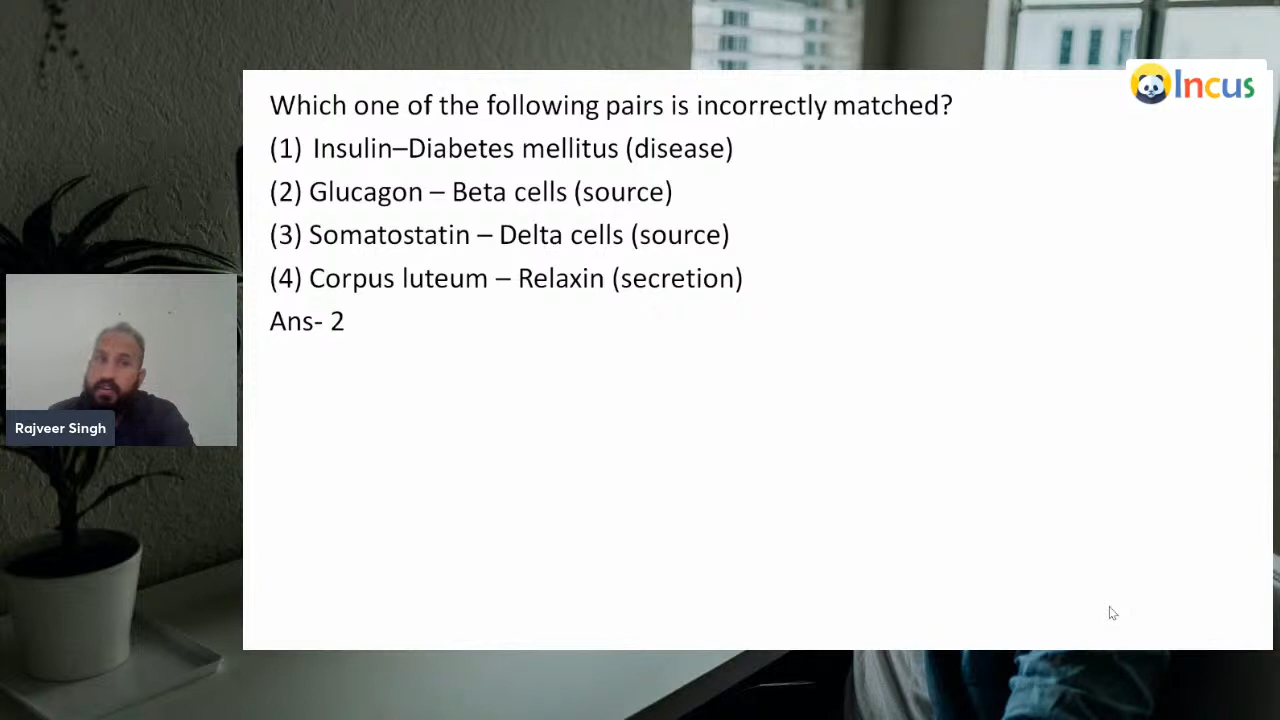 Incus
Which one of the following pairs is incorrectly matched?
(1) Insulin–Diabetes mellitus (disease)
(2) Glucagon – Beta cells (source)
(3) Somatostatin – Delta cells (source)
(4) Corpus luteum – Relaxin (secretion)
Ans- 2
Rajveer Singh